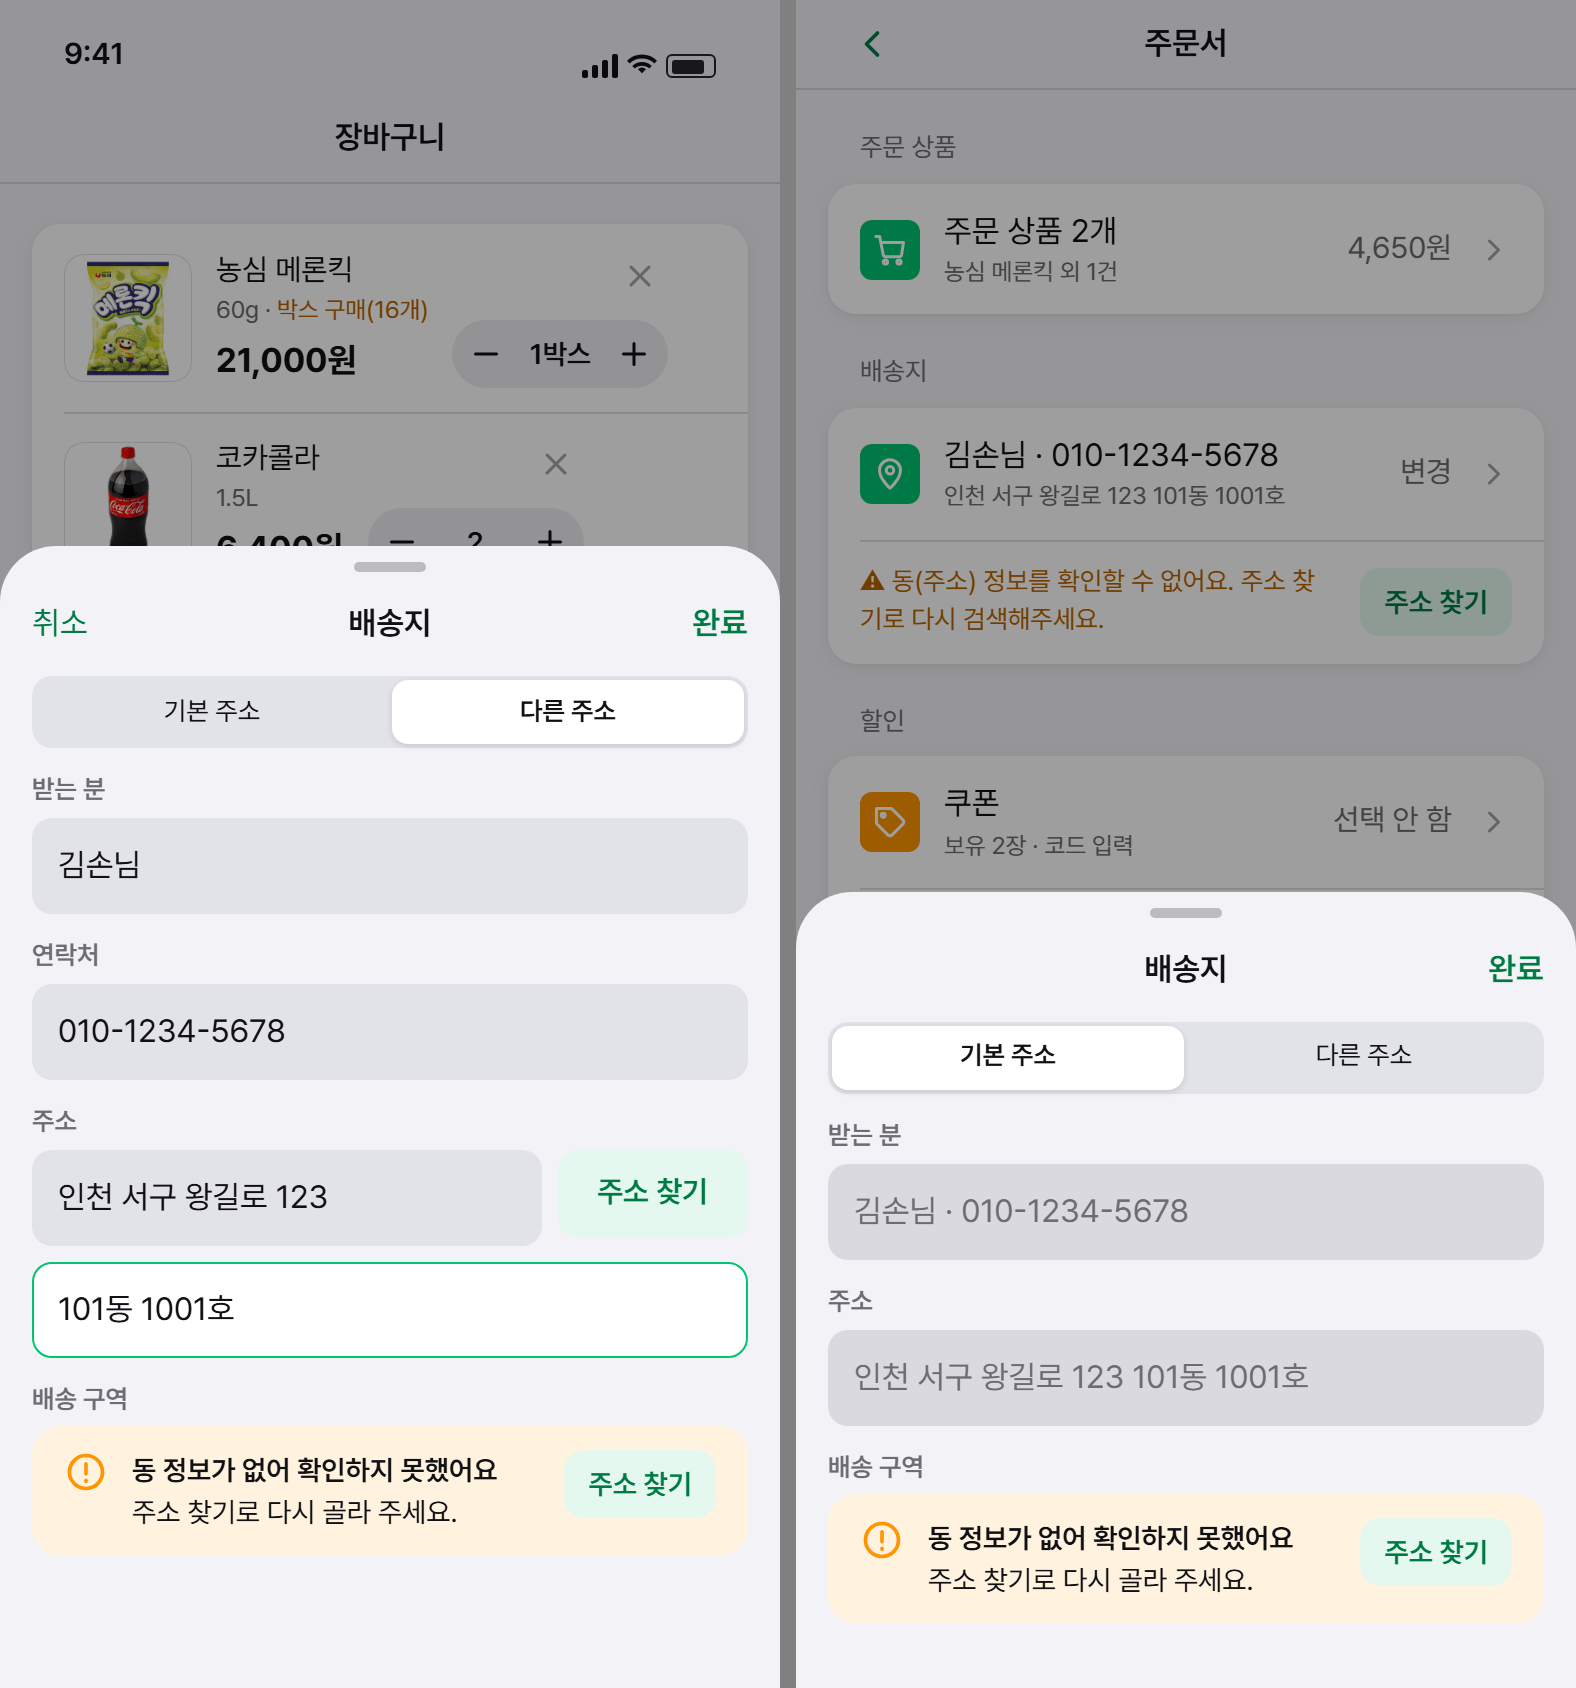 9:41
장바구니
농심
메론킥
농심 메론킥
60g · 박스 구매(16개)
21,000원
1박스
Coca-Cola
코카콜라
1.5L
6,400원
2
취소
배송지
완료
기본 주소
다른 주소
받는 분
김손님
연락처
010-1234-5678
주소
인천 서구 왕길로 123
주소 찾기
101동 1001호
배송 구역
동 정보가 없어 확인하지 못했어요
주소 찾기로 다시 골라 주세요.
주소 찾기
주문서
주문 상품
주문 상품 2개
농심 메론킥 외 1건
4,650원
배송지
김손님 · 010-1234-5678
인천 서구 왕길로 123 101동 1001호
변경
동(주소) 정보를 확인할 수 없어요. 주소 찾
기로 다시 검색해주세요.
주소 찾기
할인
쿠폰
보유 2장 · 코드 입력
선택 안 함
배송지
완료
기본 주소
다른 주소
받는 분
김손님 · 010-1234-5678
주소
인천 서구 왕길로 123 101동 1001호
배송 구역
동 정보가 없어 확인하지 못했어요
주소 찾기로 다시 골라 주세요.
주소 찾기